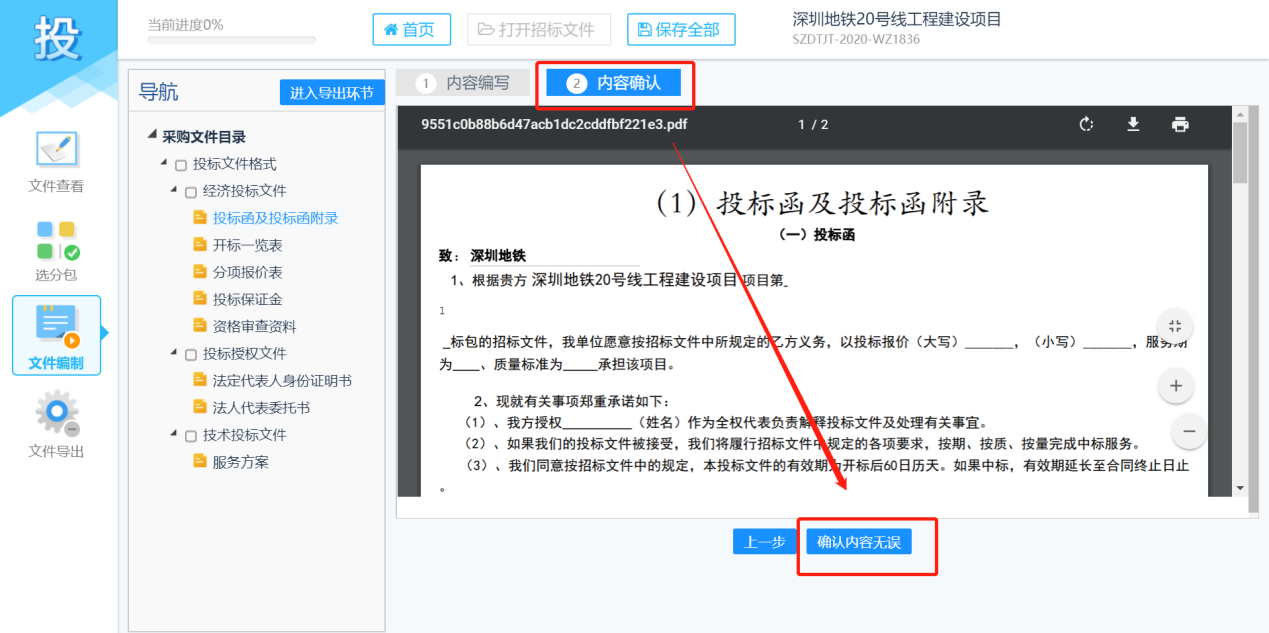 投
当前进度0%
首页
打开招标文件
保存全部
深圳地铁20号线工程建设项目
SZDTJT-2020-WZ1836
文件查看
选分包
文件编制
文件导出
导航
进入导出环节
采购文件目录
投标文件格式
经济投标文件
投标函及投标函附录
开标一览表
分项报价表
投标保证金
资格审查资料
投标授权文件
法定代表人身份证明书
法人代表委托书
技术投标文件
服务方案
1 内容编写
2 内容确认
9551c0b88b6d47acb1dc2cddfbf221e3.pdf
1 / 2
(1) 投标函及投标函附录
(一) 投标函
致: 深圳地铁
1、根据贵方 深圳地铁20号线工程建设项目 项目第_
1
_标包的招标文件，我单位愿意按招标文件中所规定的乙方义务，以投标报价（大写）_______，（小写）_______，服务期
为____、质量标准为_____承担该项目。
2、现就有关事项郑重承诺如下:
（1）、我方授权__________（姓名）作为全权代表负责解释投标文件及处理有关事宜。
（2）、如果我们的投标文件被接受，我们将履行招标文件中规定的各项要求，按期、按质、按量完成中标服务。
（3）、我们同意按招标文件中的规定，本投标文件的有效期为开标后60日历天。如果中标，有效期延长至合同终止日止
。
上一步
确认内容无误